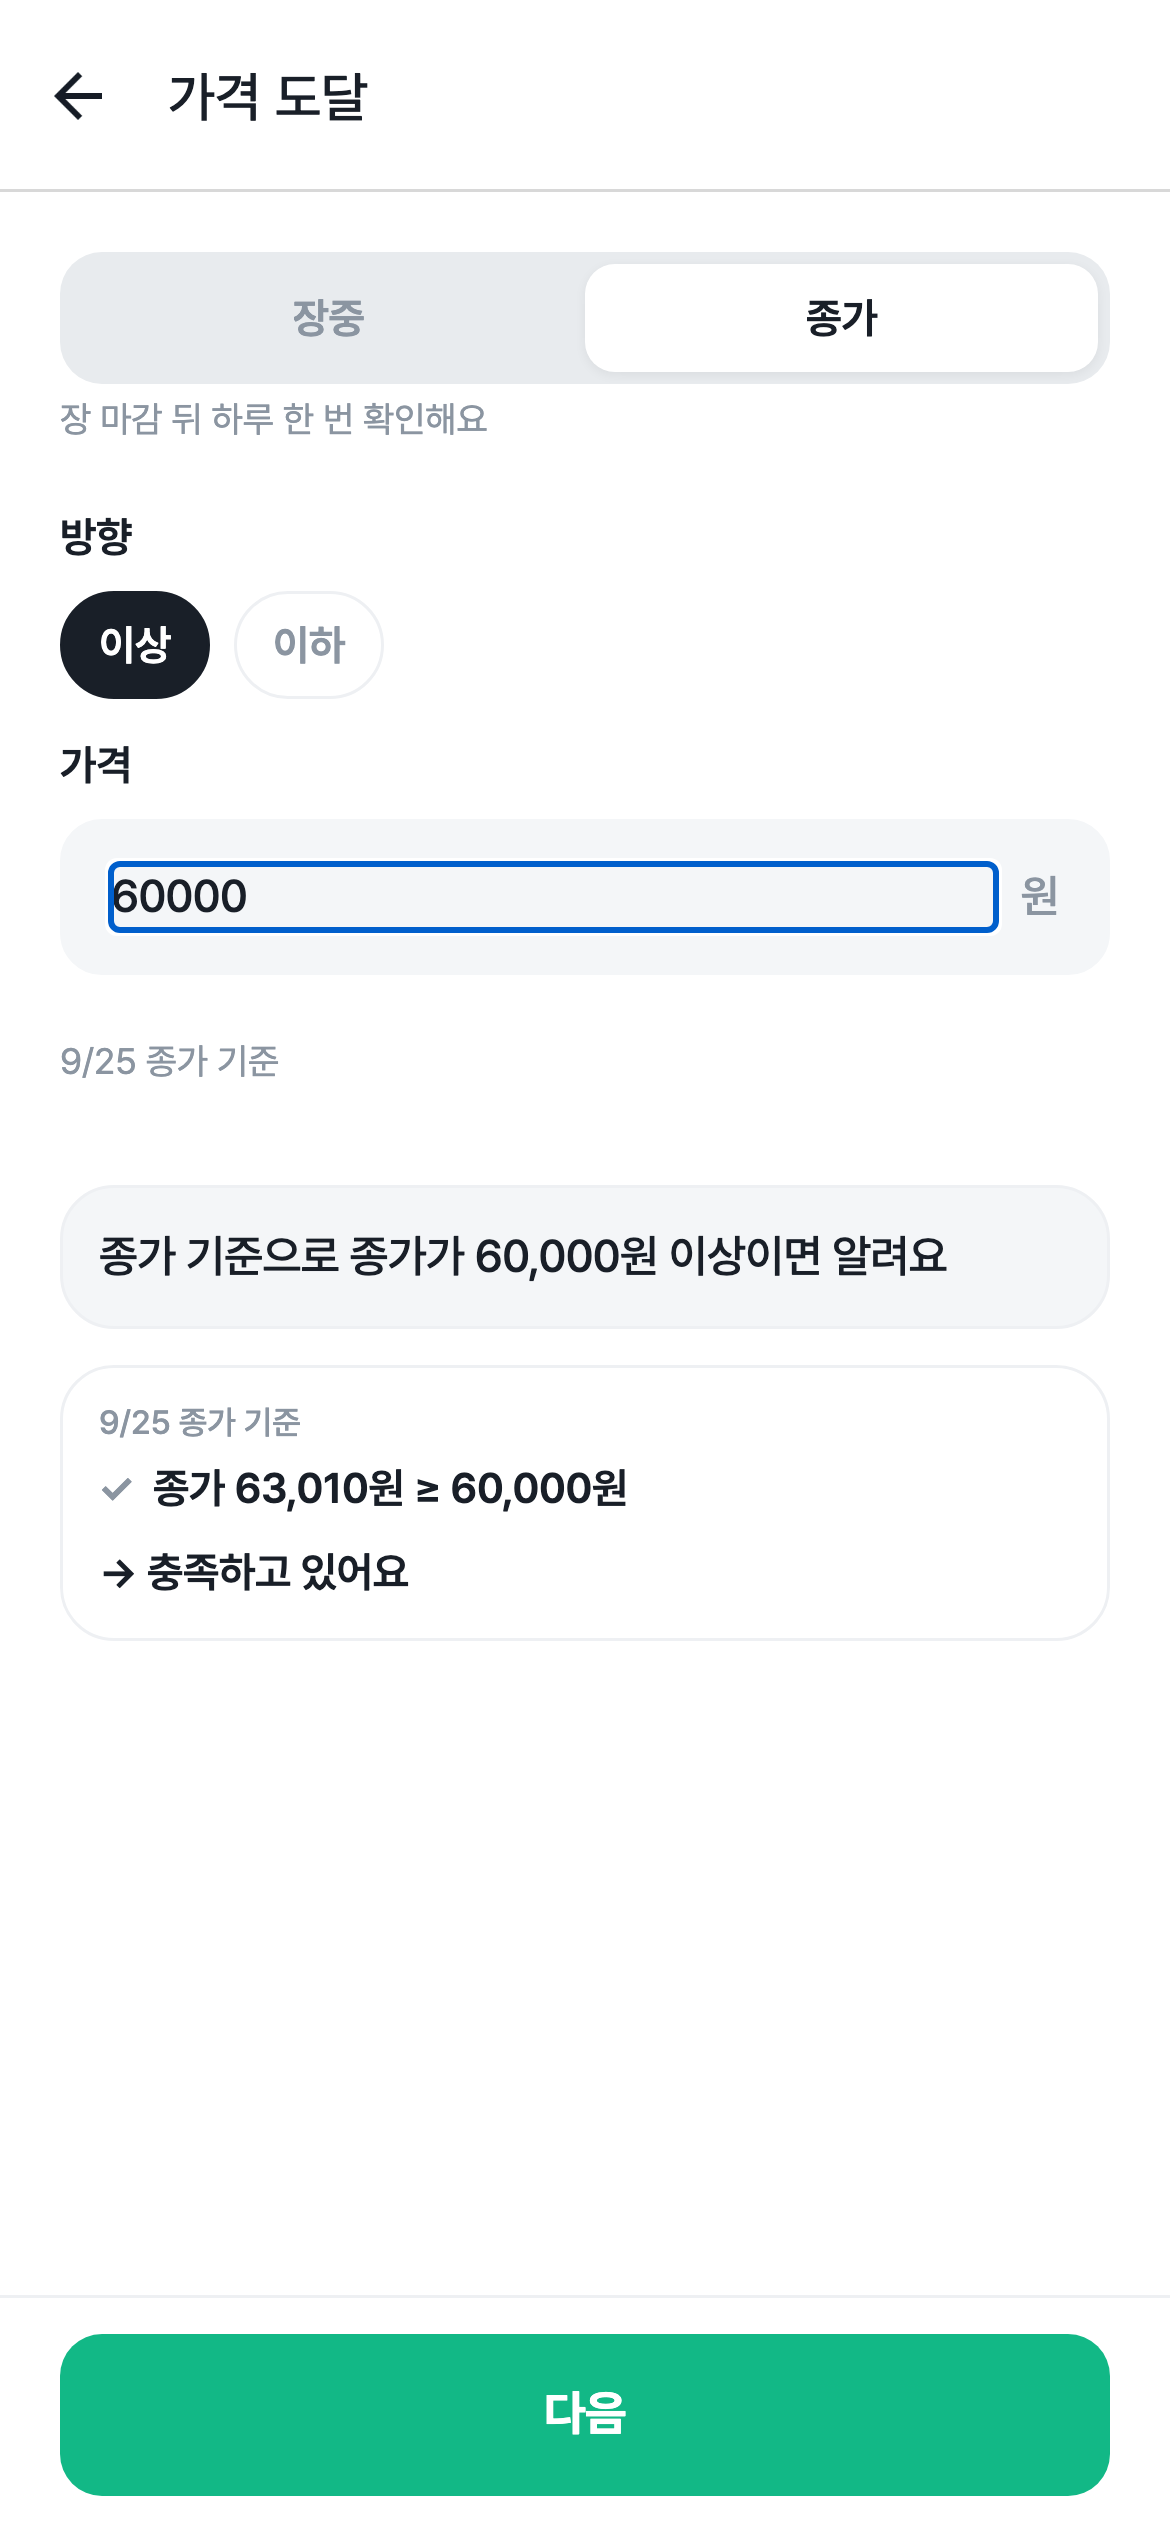 가격 도달
장중
종가
장 마감 뒤 하루 한 번 확인해요
방향
이상
이하
가격
60000
원
9/25 종가 기준
종가 기준으로 종가가 60,000원 이상이면 알려요
9/25 종가 기준
종가 63,010원 ≥ 60,000원
→ 충족하고 있어요
다음